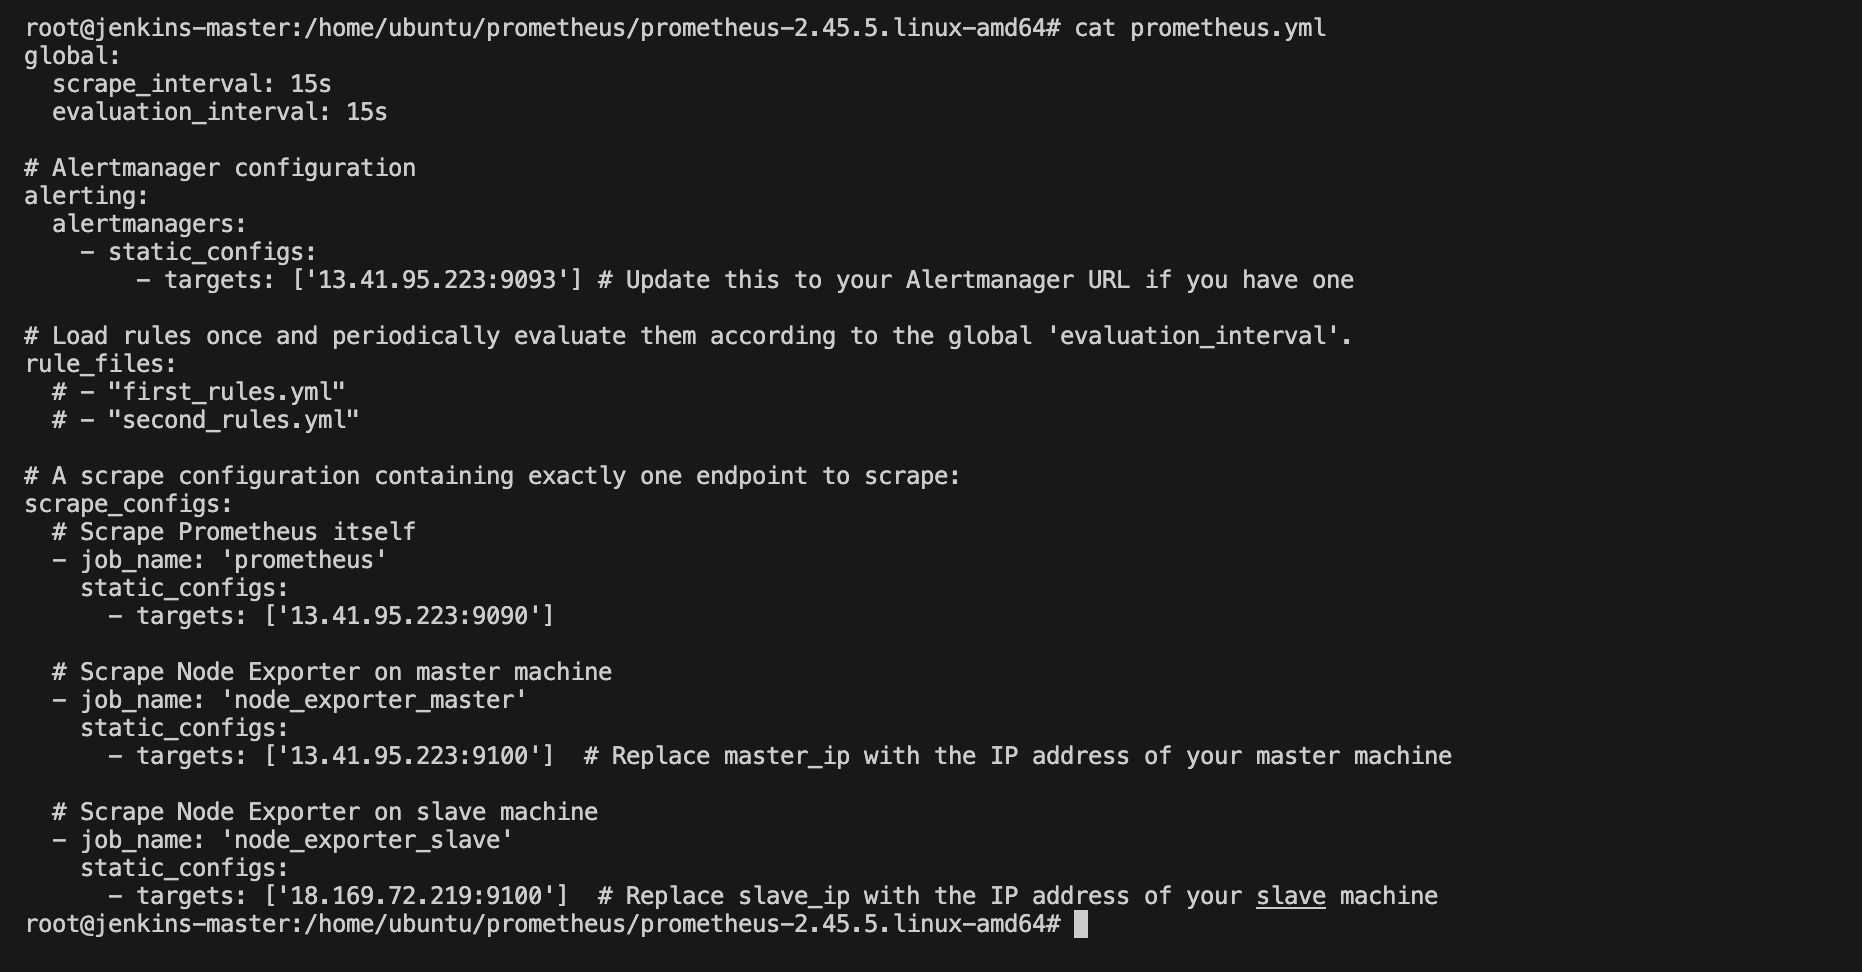 root@jenkins-master:/home/ubuntu/prometheus/prometheus-2.45.5.linux-amd64# cat prometheus.yml
global:
  scrape_interval: 15s
  evaluation_interval: 15s

# Alertmanager configuration
alerting:
  alertmanagers:
    - static_configs:
        - targets: ['13.41.95.223:9093'] # Update this to your Alertmanager URL if you have one

# Load rules once and periodically evaluate them according to the global 'evaluation_interval'.
rule_files:
  # - "first_rules.yml"
  # - "second_rules.yml"

# A scrape configuration containing exactly one endpoint to scrape:
scrape_configs:
  # Scrape Prometheus itself
  - job_name: 'prometheus'
    static_configs:
      - targets: ['13.41.95.223:9090']

  # Scrape Node Exporter on master machine
  - job_name: 'node_exporter_master'
    static_configs:
      - targets: ['13.41.95.223:9100']  # Replace master_ip with the IP address of your master machine

  # Scrape Node Exporter on slave machine
  - job_name: 'node_exporter_slave'
    static_configs:
      - targets: ['18.169.72.219:9100']  # Replace slave_ip with the IP address of your slave machine
root@jenkins-master:/home/ubuntu/prometheus/prometheus-2.45.5.linux-amd64#